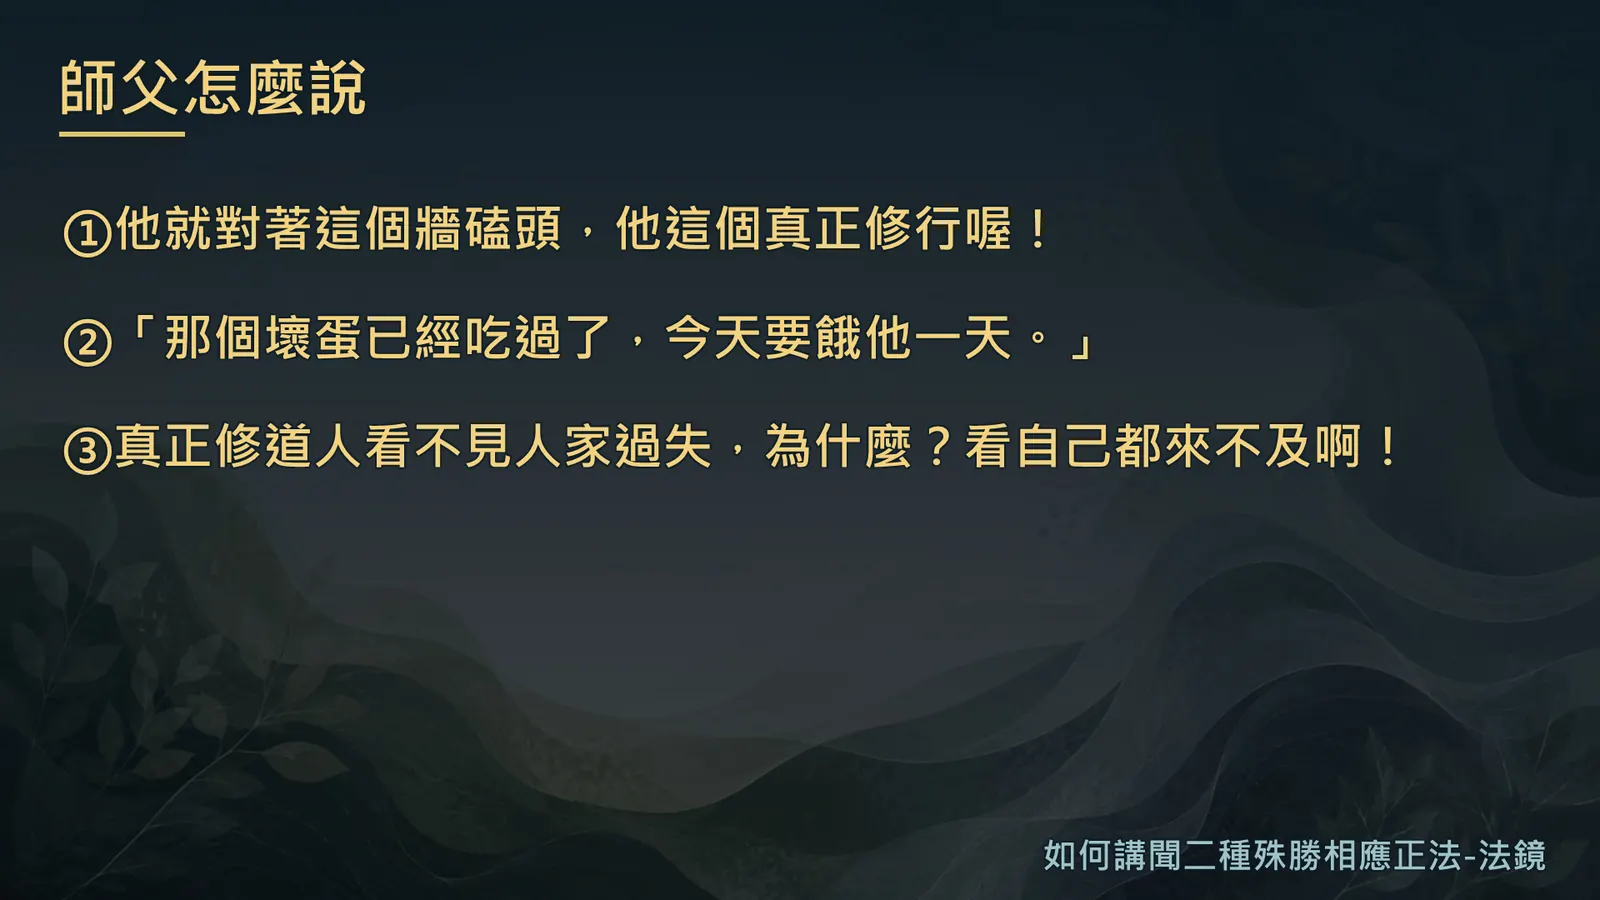 師父怎麼說
①他就對著這個牆磕頭，他這個真正修行喔！
②「那個壞蛋已經吃過了，今天要餓他一天。」
③真正修道人看不見人家過失，為什麼？看自己都來不及啊！
如何講聞二種殊勝相應正法-法鏡